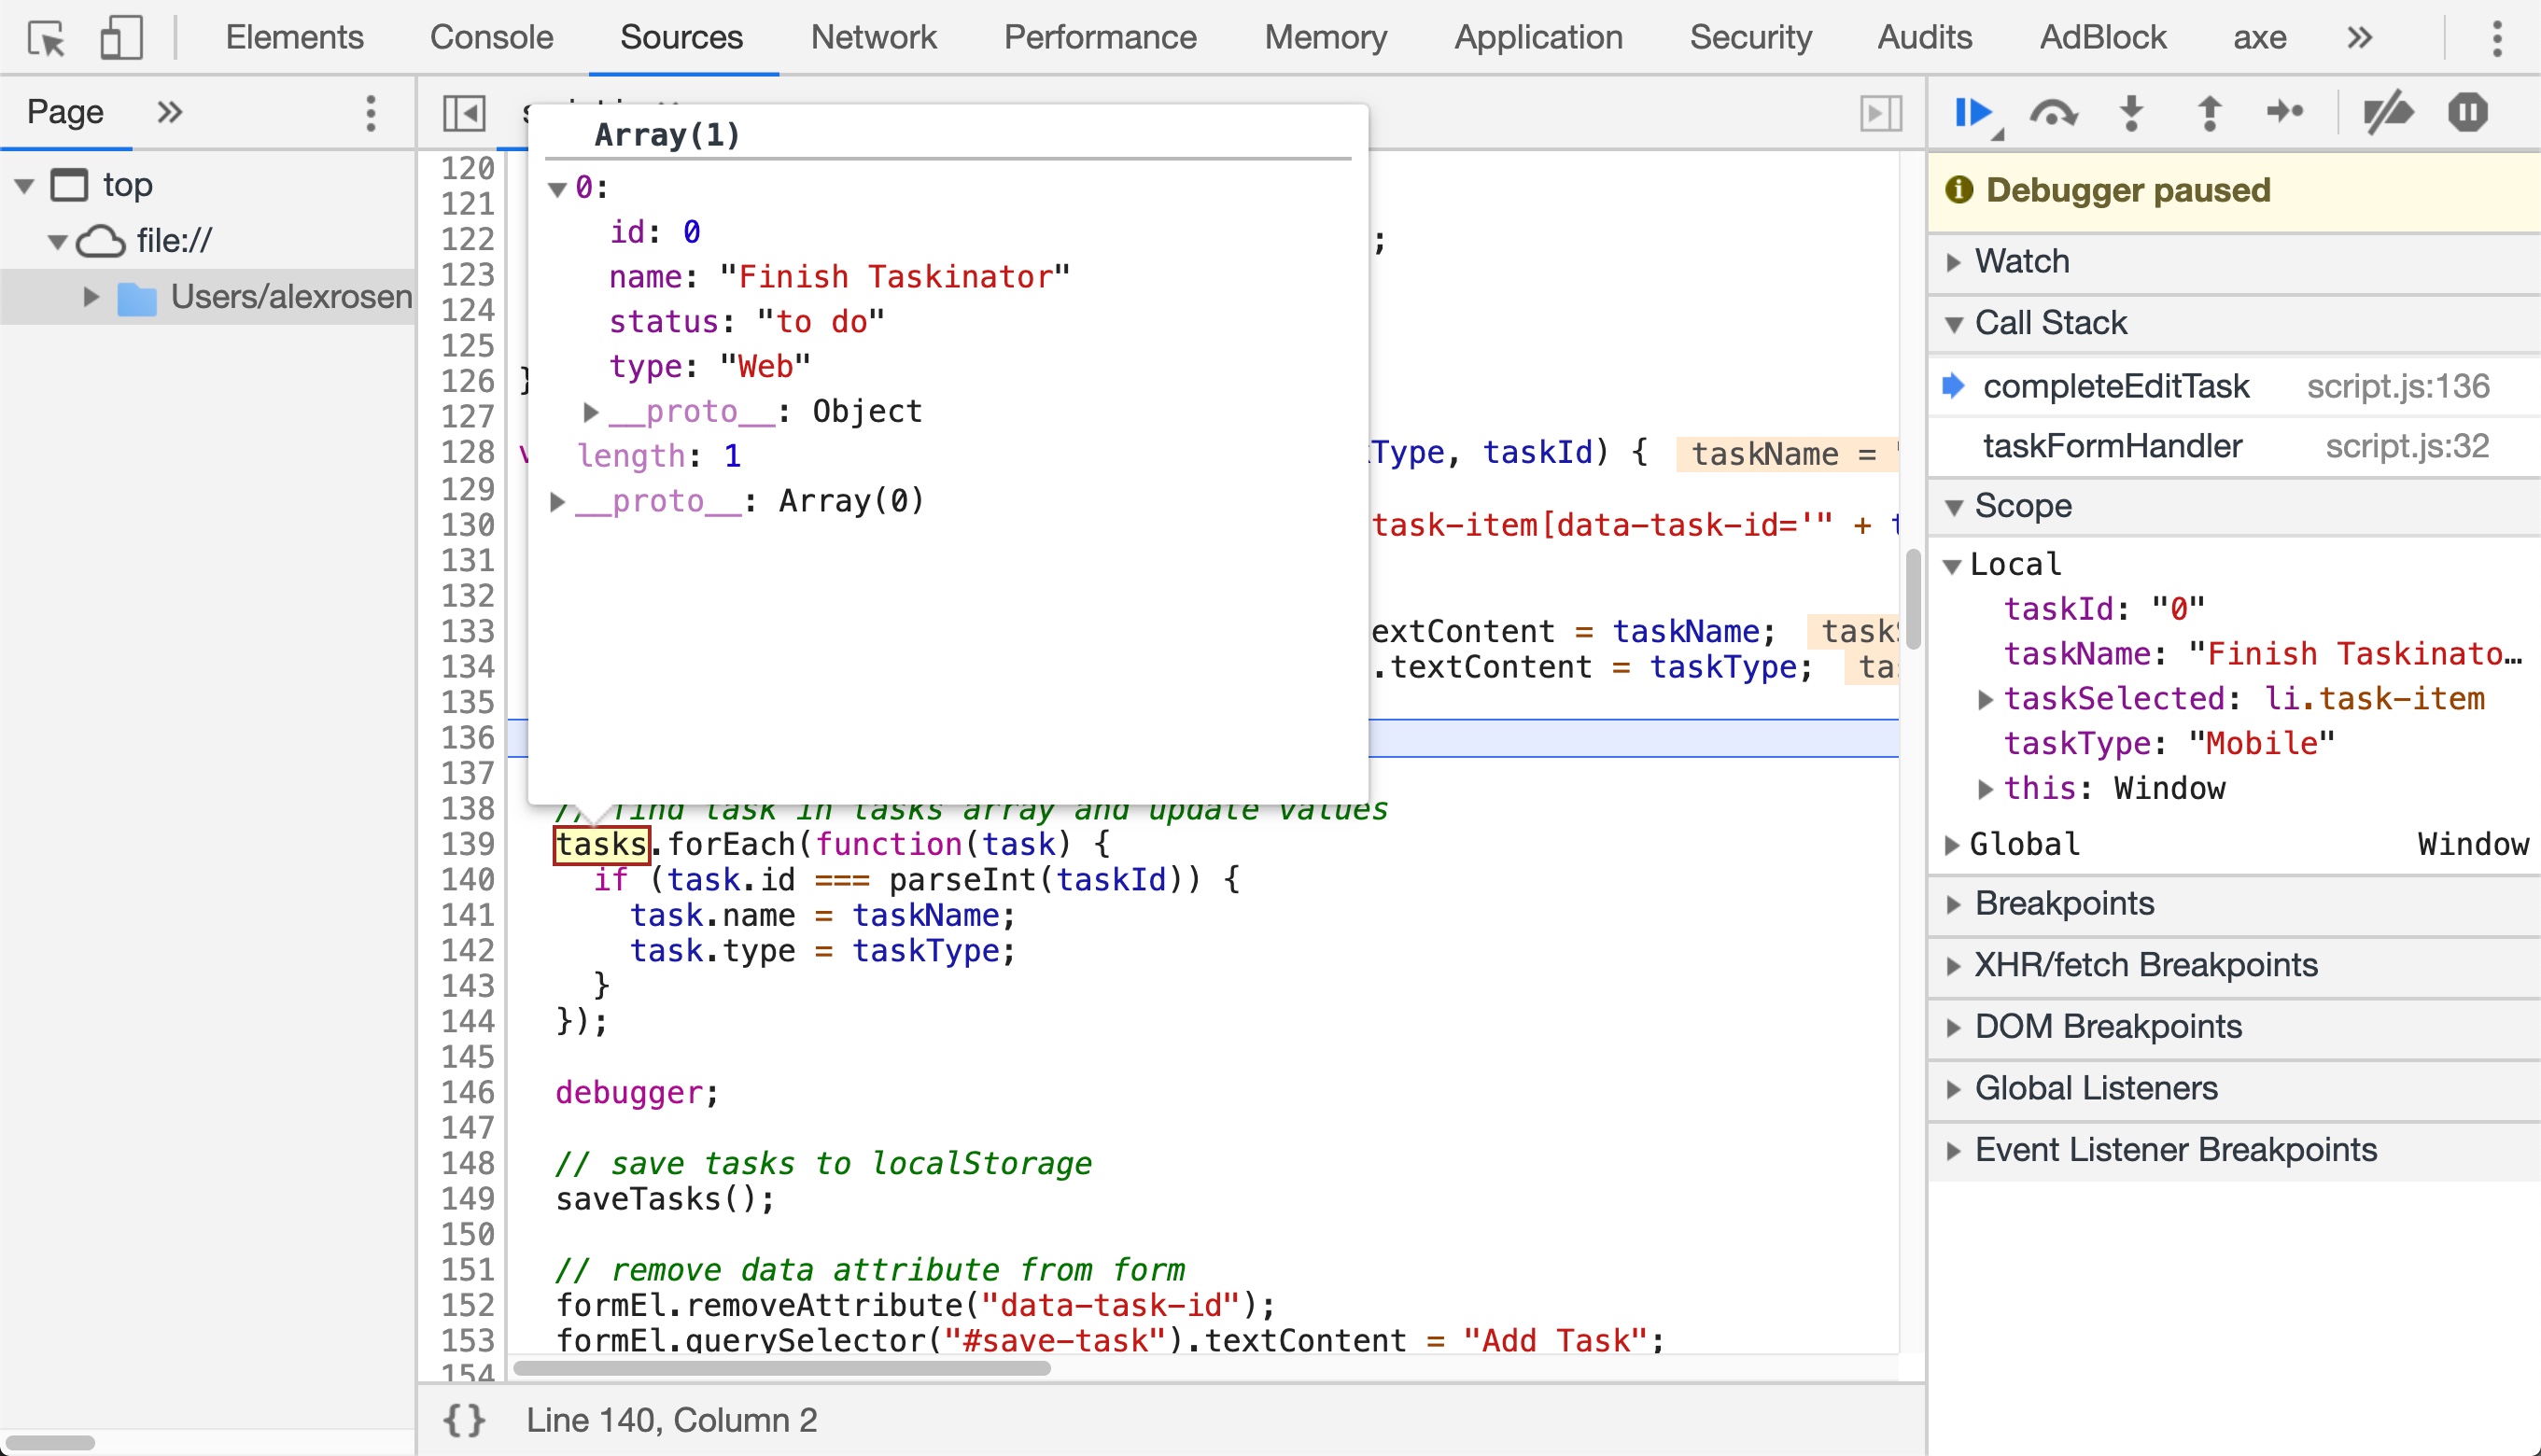 Elements Console Sources Network Performance Memory Application Security Audits AdBlock axe »
Page »
top
file://
Users/alexrosen
Array(1)
0:
id: 0
name: "Finish Taskinator"
status: "to do"
type: "Web"
__proto__: Object
length: 1
__proto__: Array(0)
120
121
122 ;
123
124
125
126 }
127
128 Type, taskId) { taskName =
129
130 task-item[data-task-id='" +
131
132
133 extContent = taskName;
134 .textContent = taskType;
135
136
137
138 // find task in tasks array and update values
139 tasks.forEach(function(task) {
140 if (task.id === parseInt(taskId)) {
141 task.name = taskName;
142 task.type = taskType;
143 }
144 });
145
146 debugger;
147
148 // save tasks to localStorage
149 saveTasks();
150
151 // remove data attribute from form
152 formEl.removeAttribute("data-task-id");
153 formEl.querySelector("#save-task").textContent = "Add Task";
154
{} Line 140, Column 2
Debugger paused
Watch
Call Stack
completeEditTask script.js:136
taskFormHandler script.js:32
Scope
Local
taskId: "0"
taskName: "Finish Taskinato…
taskSelected: li.task-item
taskType: "Mobile"
this: Window
Global Window
Breakpoints
XHR/fetch Breakpoints
DOM Breakpoints
Global Listeners
Event Listener Breakpoints